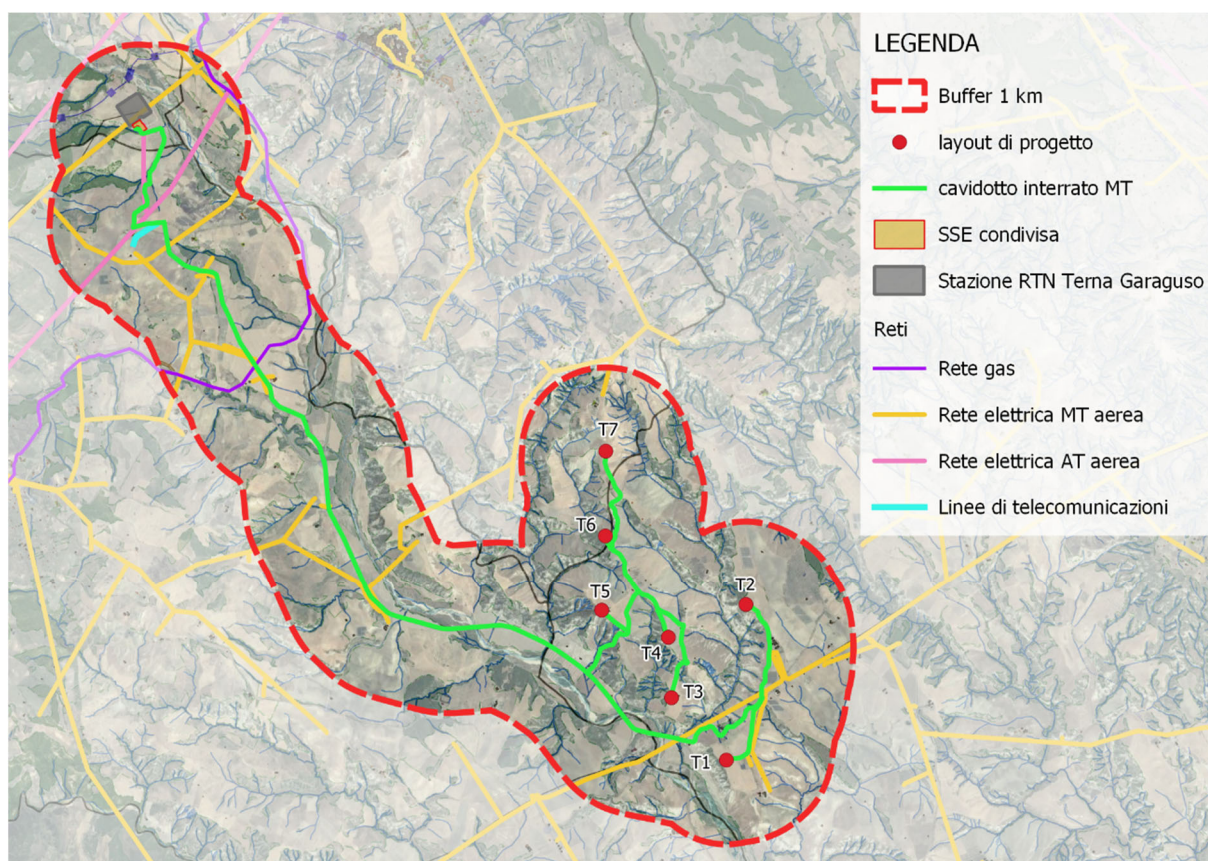 LEGENDA
Buffer 1 km
layout di progetto
cavidotto interrato MT
SSE condivisa
Stazione RTN Terna Garaguso
Reti
Rete gas
Rete elettrica MT aerea
Rete elettrica AT aerea
Linee di telecomunicazioni
T7
T6
T5
T2
T4
T3
T1